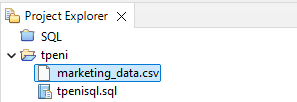 Project Explorer
SQL
tpeni
marketing_data.csv
tpenisql.sql